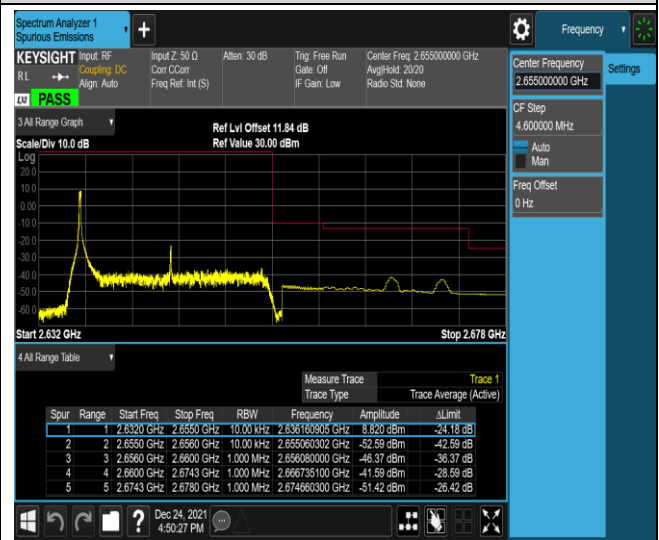 Spectrum Analyzer 1
Spurious Emissions
+
Frequency
KEYSIGHT
R L
Input: RF
Coupling: DC
Align: Auto
Input Z: 50 Ω
Corr CCorr
Freq Ref: Int (S)
Atten: 30 dB
Trig: Free Run
Gate: Off
IF Gain: Low
Center Freq: 2.655000000 GHz
Avg|Hold: 20/20
Radio Std: None
LXI PASS
3 All Range Graph
Scale/Div 10.0 dB
Ref Lvl Offset 11.84 dB
Ref Value 30.00 dBm
Log
20.0
10.0
0.00
-10.0
-20.0
-30.0
-40.0
-50.0
-60.0
Start 2.632 GHz
Stop 2.678 GHz
4 All Range Table
Measure Trace Trace 1
Trace Type Trace Average (Active)
Spur Range Start Freq Stop Freq RBW Frequency Amplitude ΔLimit
1 1 2.6320 GHz 2.6550 GHz 10.00 kHz 2.636160905 GHz 8.820 dBm -24.18 dB
2 2 2.6550 GHz 2.6560 GHz 10.00 kHz 2.655060302 GHz -52.59 dBm -42.59 dB
3 3 2.6560 GHz 2.6600 GHz 1.000 MHz 2.656080000 GHz -46.37 dBm -36.37 dB
4 4 2.6600 GHz 2.6743 GHz 1.000 MHz 2.666735100 GHz -41.59 dBm -28.59 dB
5 5 2.6743 GHz 2.6780 GHz 1.000 MHz 2.674660300 GHz -51.42 dBm -26.42 dB
Dec 24, 2021
4:50:27 PM
Center Frequency
2.655000000 GHz
Settings
CF Step
4.600000 MHz
Auto
Man
Freq Offset
0 Hz